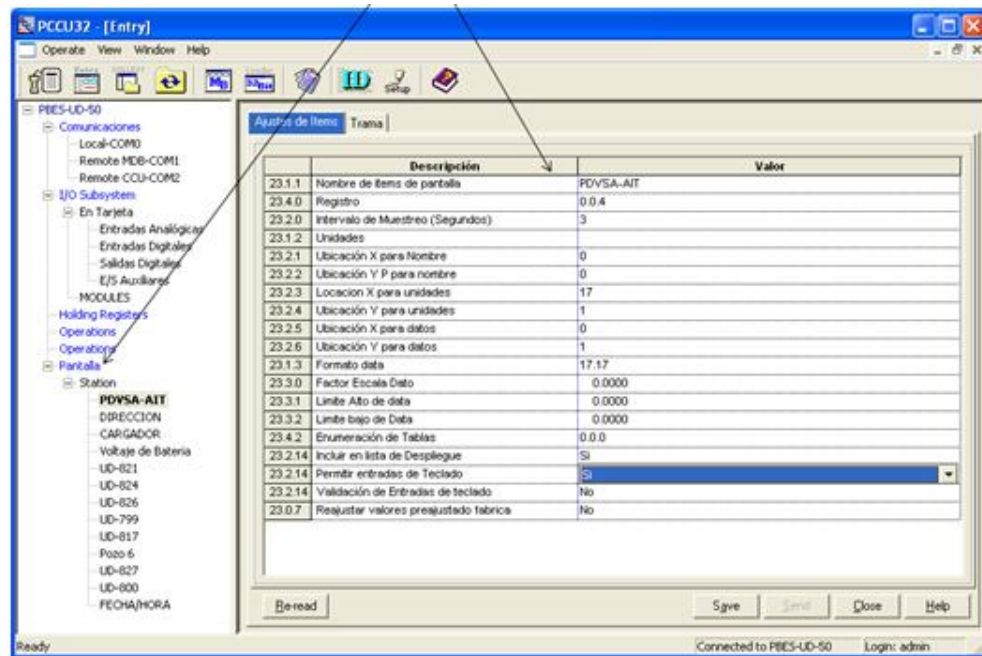 PCCU32 - [Entry]
Operate View Window Help
ID
Setup
PBES-UD-50
Comunicaciones
Local-COM0
Remote MDB-COM1
Remote CCU-COM2
I/O Subsystem
En Tarjeta
Entradas Analógicas
Entradas Digitales
Salidas Digitales
E/S Auxiliares
MODULES
Holding Registers
Operations
Operations
Pantalla
Station
PDVSA-AIT
DIRECCION
CARGADOR
Voltaje de Bateria
UD-821
UD-824
UD-826
UD-799
UD-817
Pozo 6
UD-827
UD-800
FECHA/HORA
Ajustes de Items Trama
Descripción Valor
23.1.1 Nombre de items de pantalla PDVSA-AIT
23.4.0 Registro 0.0.4
23.2.0 Intervalo de Muestreo (Segundos) 3
23.1.2 Unidades
23.2.1 Ubicación X para Nombre 0
23.2.2 Ubicación Y P para nombre 0
23.2.3 Locacion X para unidades 17
23.2.4 Ubicación Y para unidades 1
23.2.5 Ubicación X para datos 0
23.2.6 Ubicación Y para datos 1
23.1.3 Formato data 17.17
23.3.0 Factor Escala Dato 0.0000
23.3.1 Limite Alto de data 0.0000
23.3.2 Limite bajo de Data 0.0000
23.4.2 Enumeración de Tablas 0.0.0
23.2.14 Incluir en lista de Despliegue Si
23.2.14 Permitir entradas de Teclado Si
23.2.14 Validación de Entradas de teclado No
23.0.7 Reajustar valores preajustado fabrica No
Re-read Save Send Close Help
Ready Connected to PBES-UD-50 Login: admin